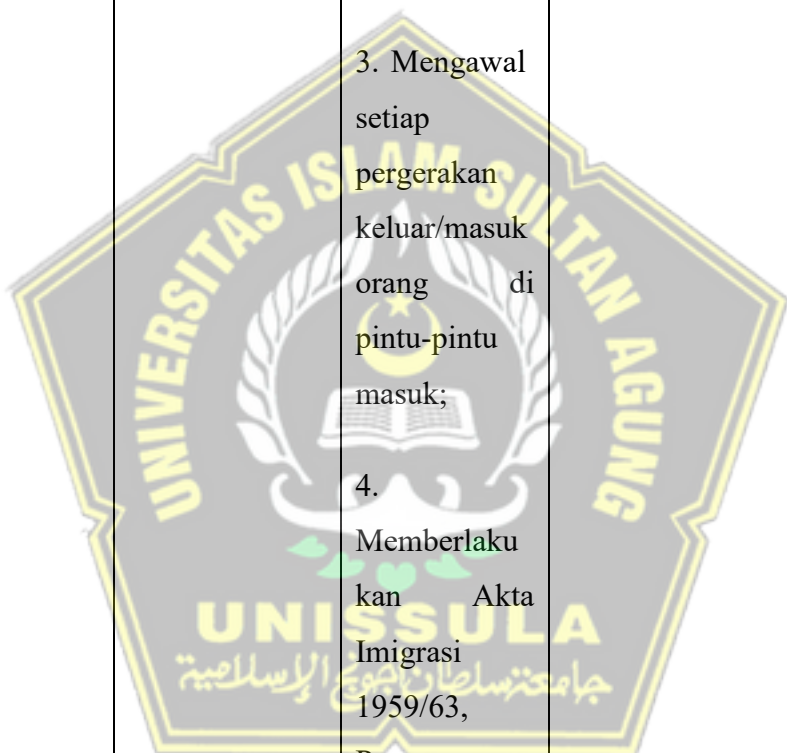 3. Mengawal
setiap
pergerakan
keluar/masuk
orang di
pintu-pintu
masuk;
4.
Memberlaku
kan Akta
Imigrasi
1959/63,
UNIVERSITAS ISLAM SULTAN AGUNG
UNISSULA
جامعة سلطان أجونج الإسلامية